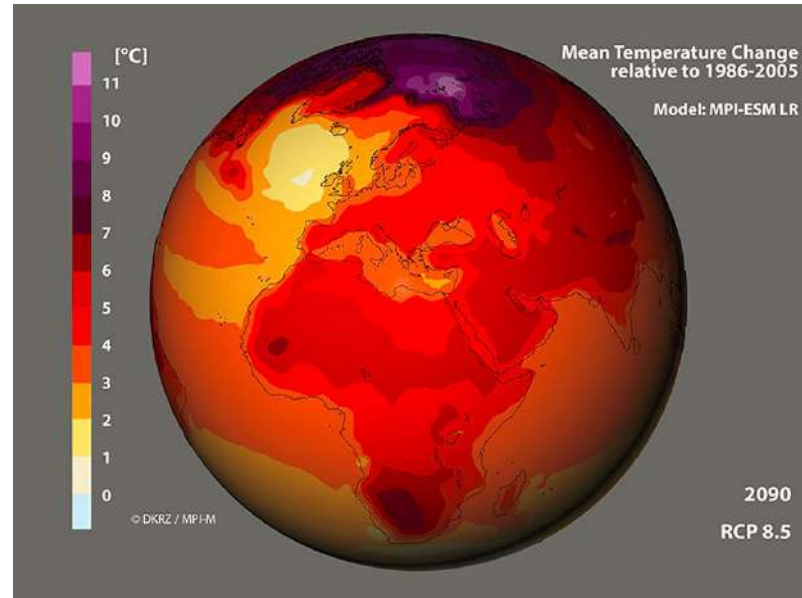 [°C]
11
10
9
8
7
6
5
4
3
2
1
0
Mean Temperature Change
relative to 1986-2005
Model: MPI-ESM LR
© DKRZ / MPI-M
2090
RCP 8.5